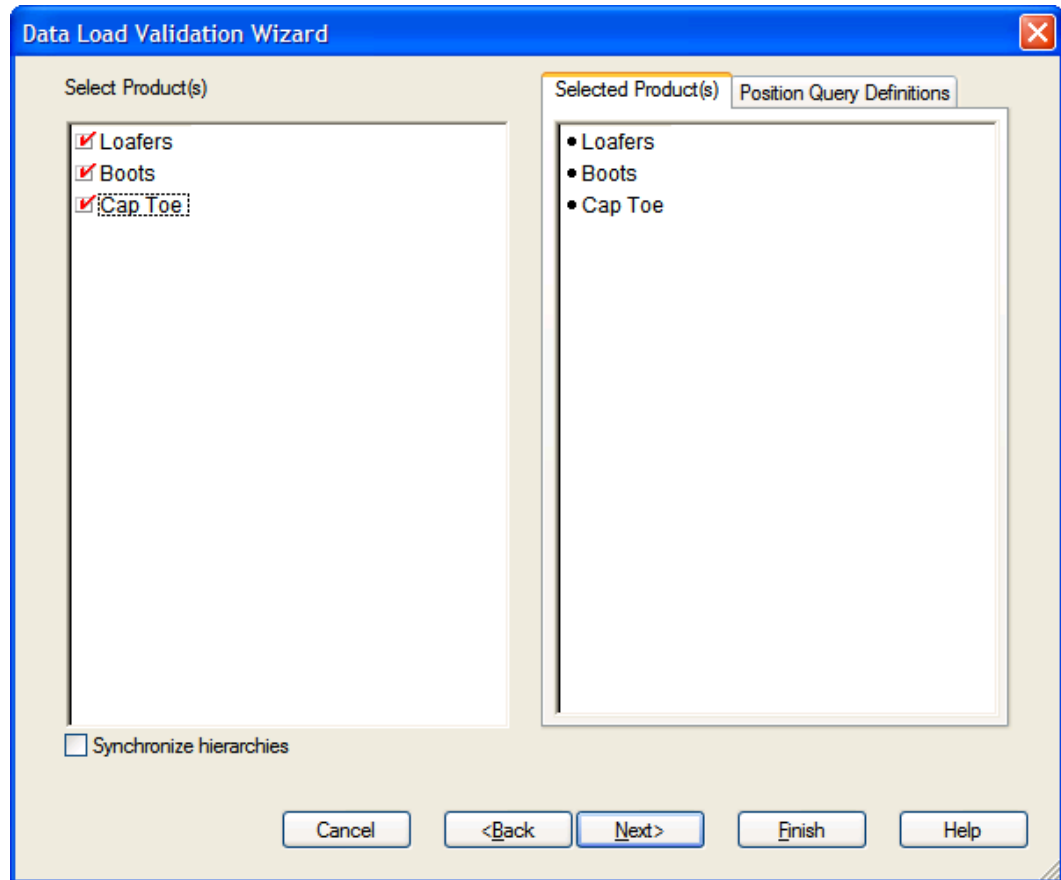 Data Load Validation Wizard
Select Product(s)
Selected Product(s)
Position Query Definitions
Loafers
Boots
Cap Toe
• Loafers
• Boots
• Cap Toe
Synchronize hierarchies
Cancel
<Back
Next>
Finish
Help